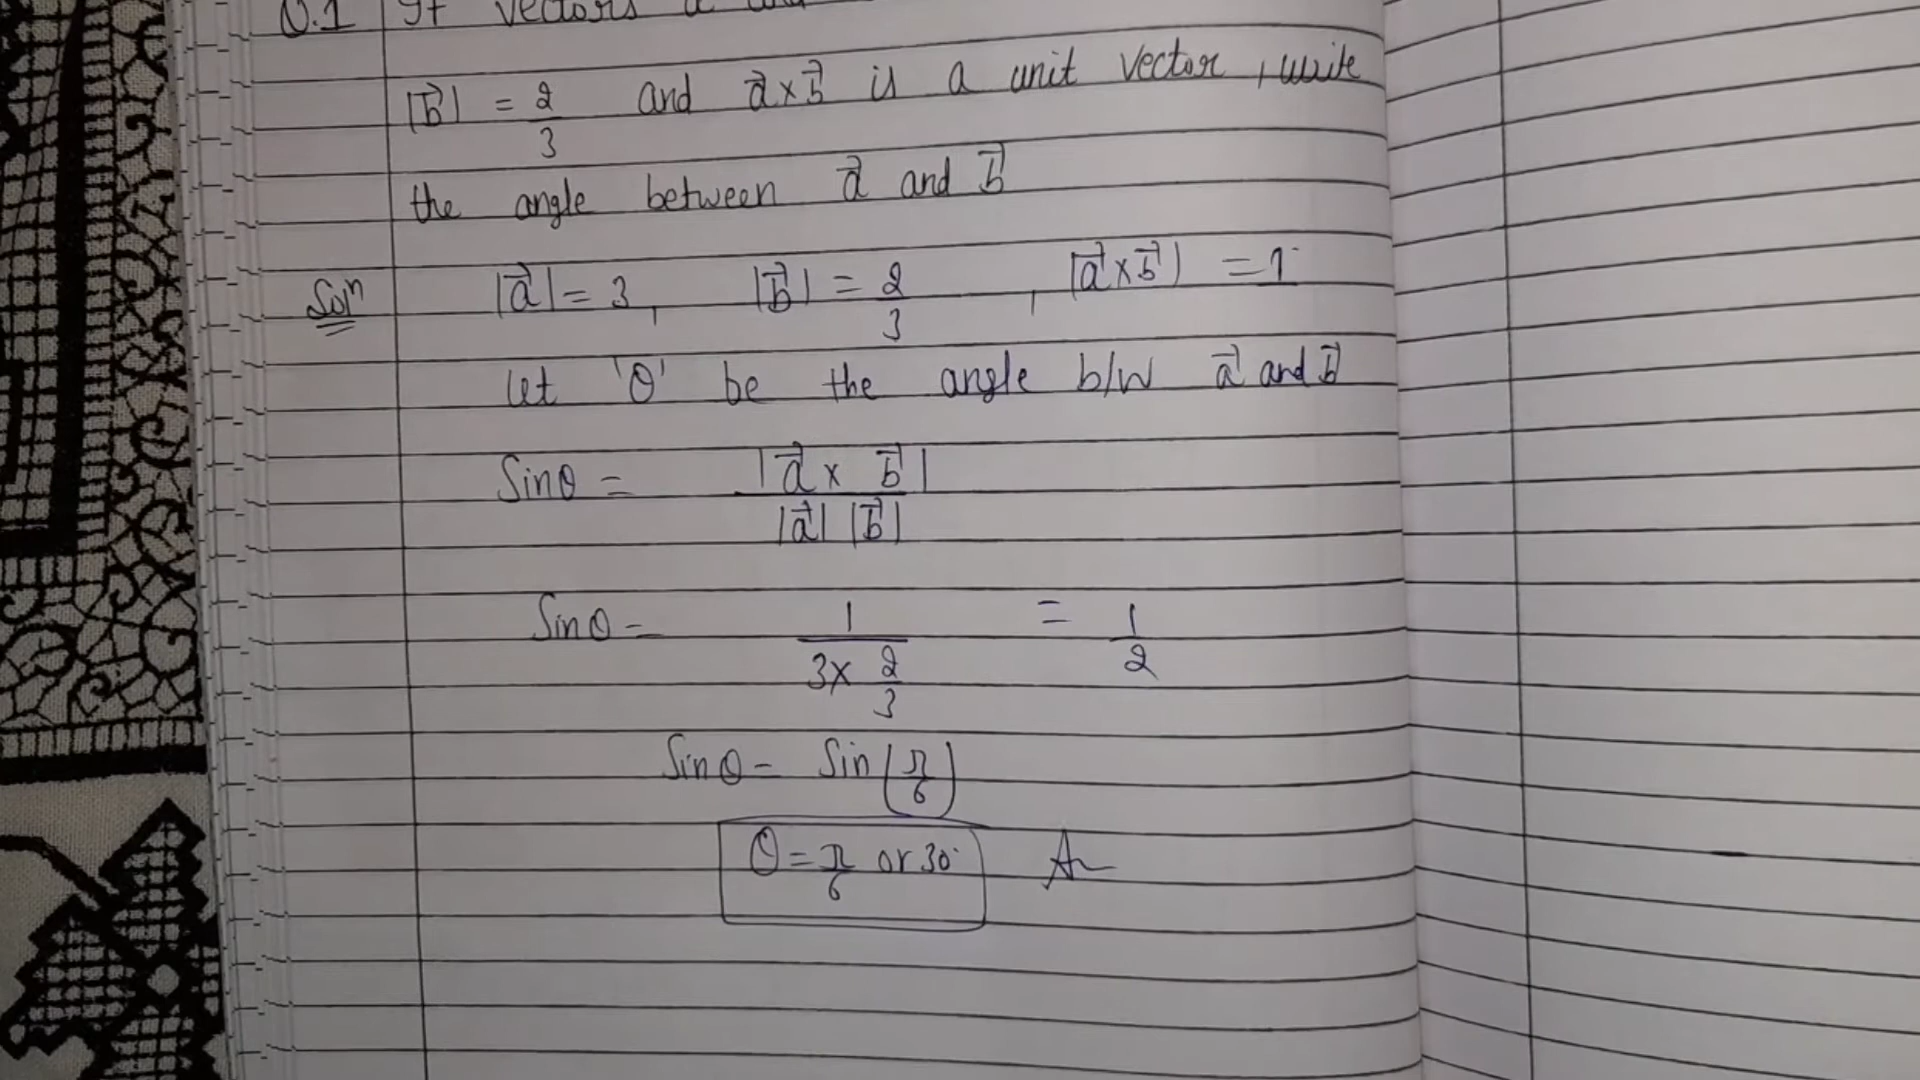 Q.1 If vectors a and
|b⃗| = 2/3 and a⃗×b⃗ is a unit vector, write
the angle between a⃗ and b⃗
Solⁿ |a⃗| = 3, |b⃗| = 2/3, |a⃗×b⃗| = 1
let 'θ' be the angle b/w a⃗ and b⃗
Sinθ = |a⃗ × b⃗| / |a⃗| |b⃗|
Sinθ = 1 / (3× 2/3) = 1/2
Sinθ = Sin(π/6)
θ = π/6 or 30°